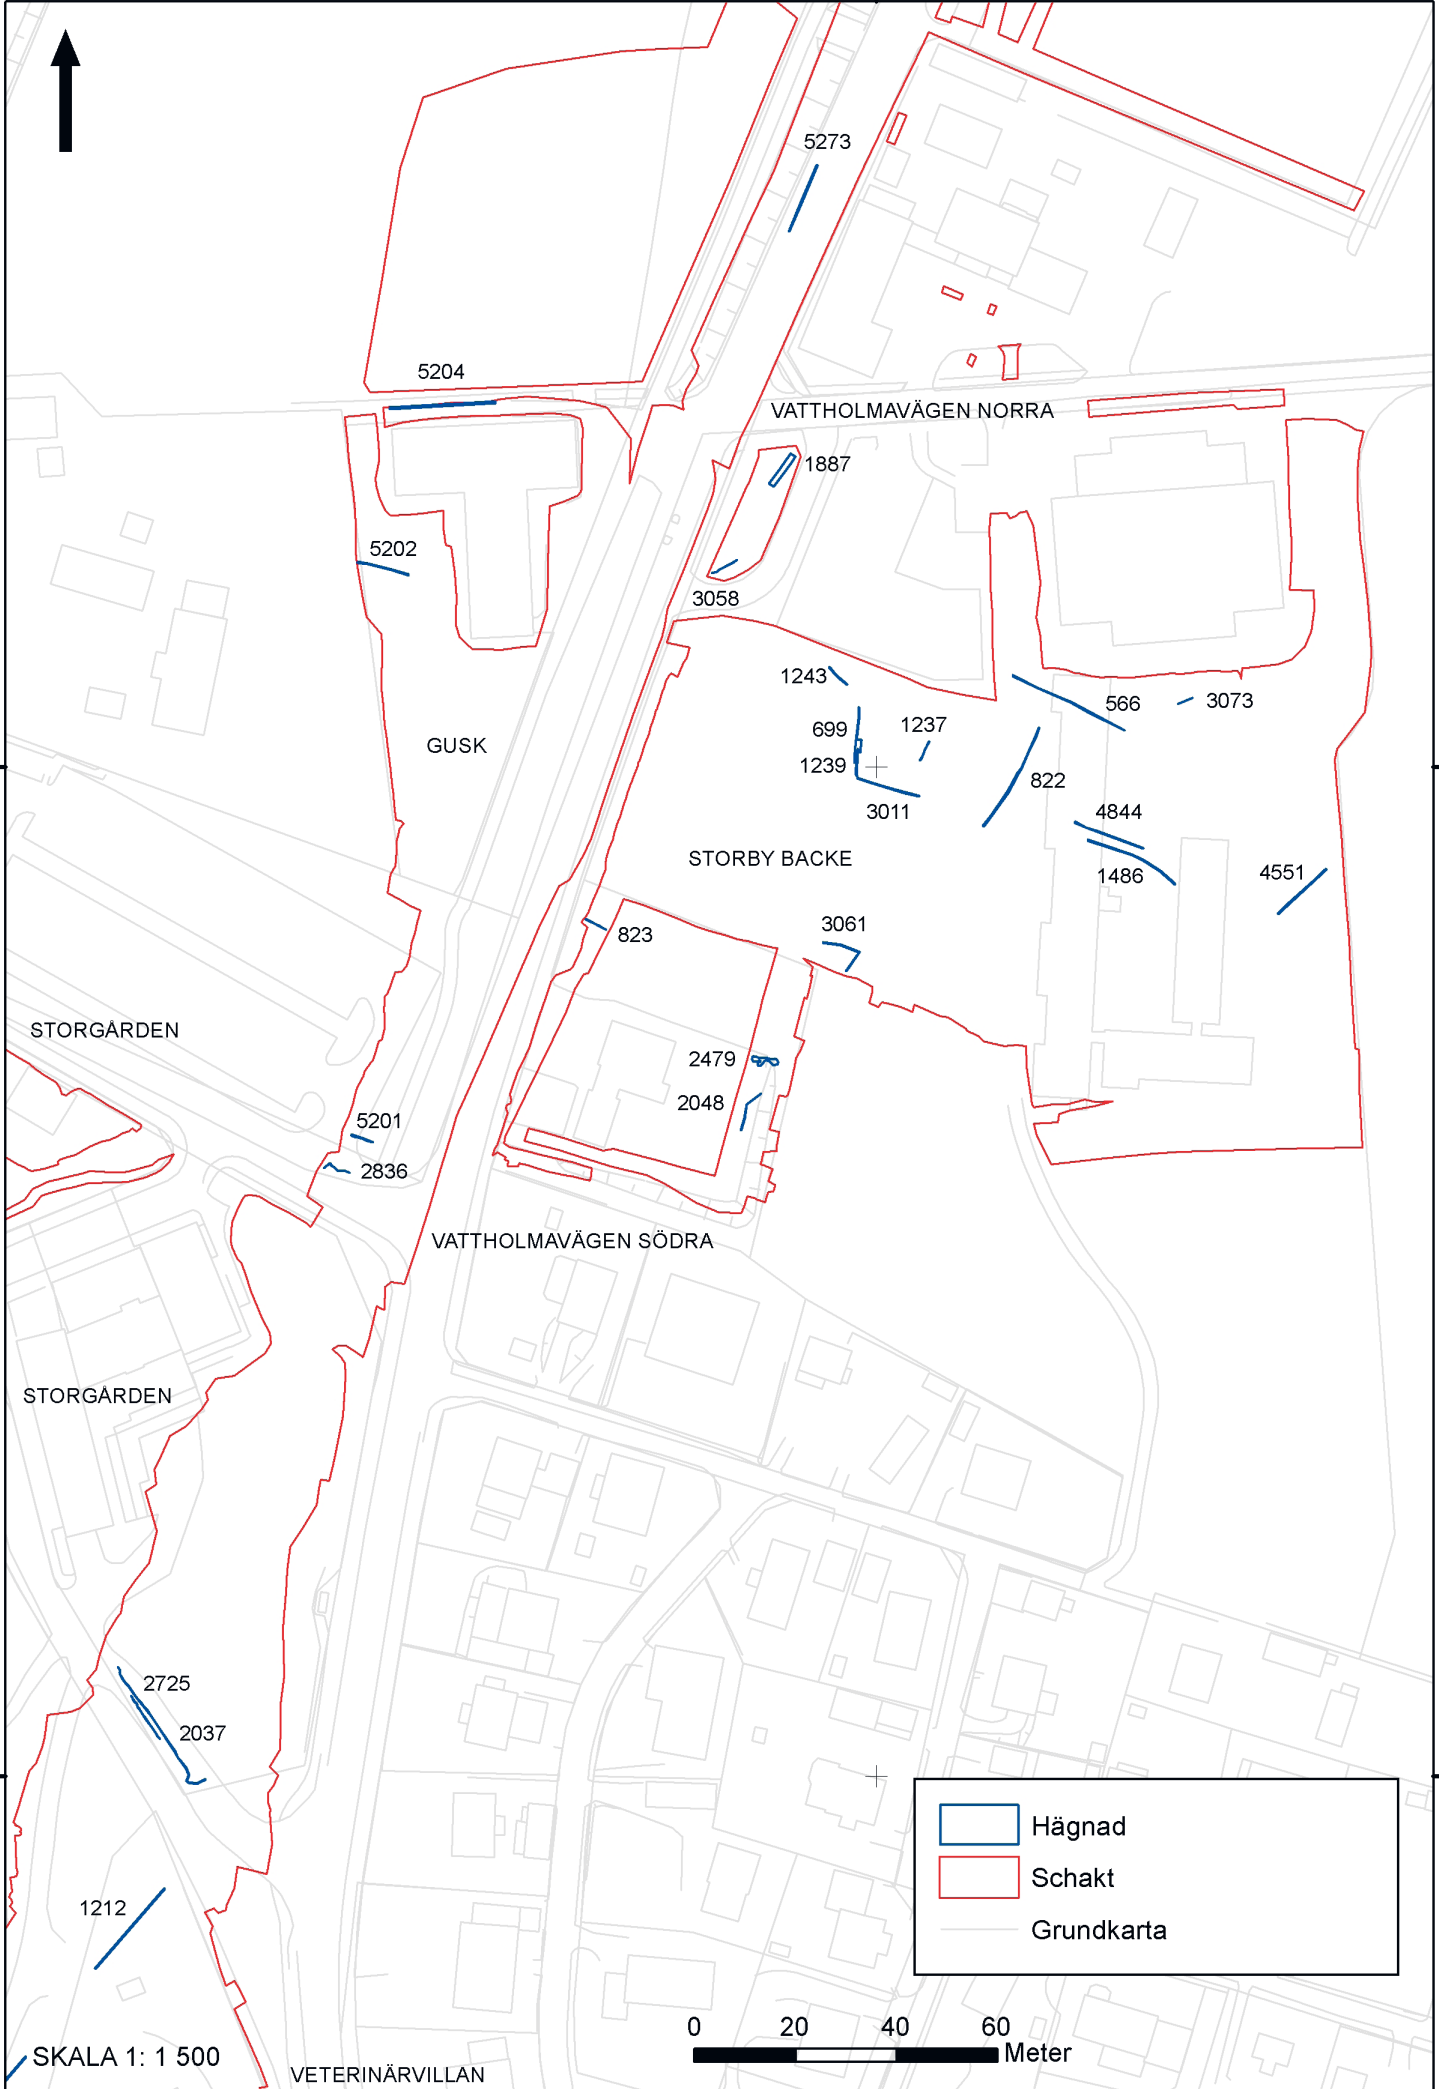 5273
5204
VATTHOLMAVÄGEN NORRA
1887
5202
3058
1243
566
3073
699
1237
GUSK
1239
822
3011
4844
STORBY BACKE
1486
4551
3061
823
STORGÅRDEN
2479
2048
5201
2836
VATTHOLMAVÄGEN SÖDRA
STORGÅRDEN
2725
2037
Hägnad
Schakt
1212
Grundkarta
0 20 40 60
Meter
SKALA 1: 1 500
VETERINÄRVILLAN